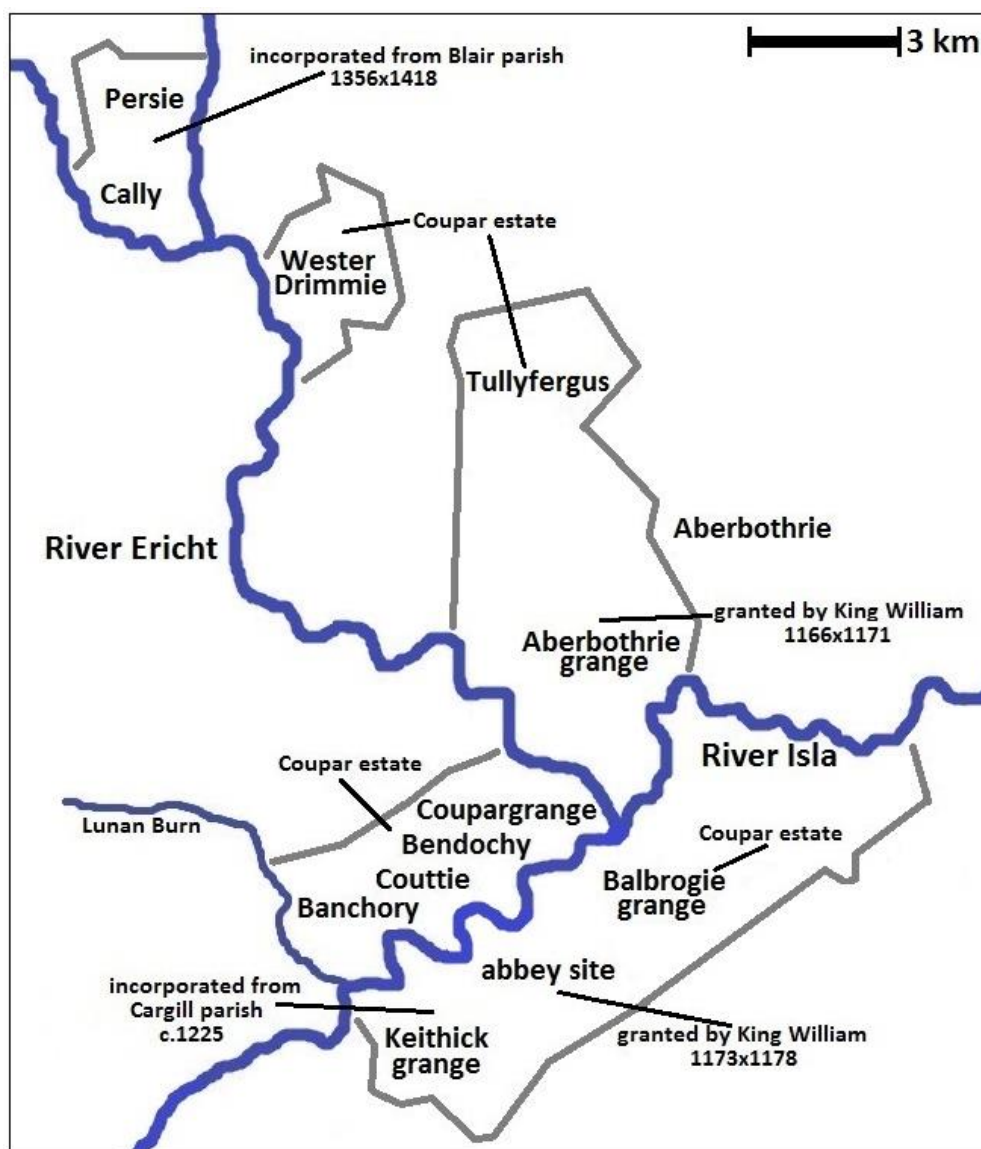 3 km
incorporated from Blair parish
1356x1418
Persie
Cally
Coupar estate
Wester
Drimmie
Tullyfergus
River Ericht
Aberbothrie
granted by King William
1166x1171
Aberbothrie
grange
River Isla
Coupar estate
Coupargrange
Lunan Burn
Bendochy
Coupar estate
Couttie
Balbrogie
grange
Banchory
abbey site
incorporated from
Cargill parish
c.1225
Keithick
grange
granted by King William
1173x1178